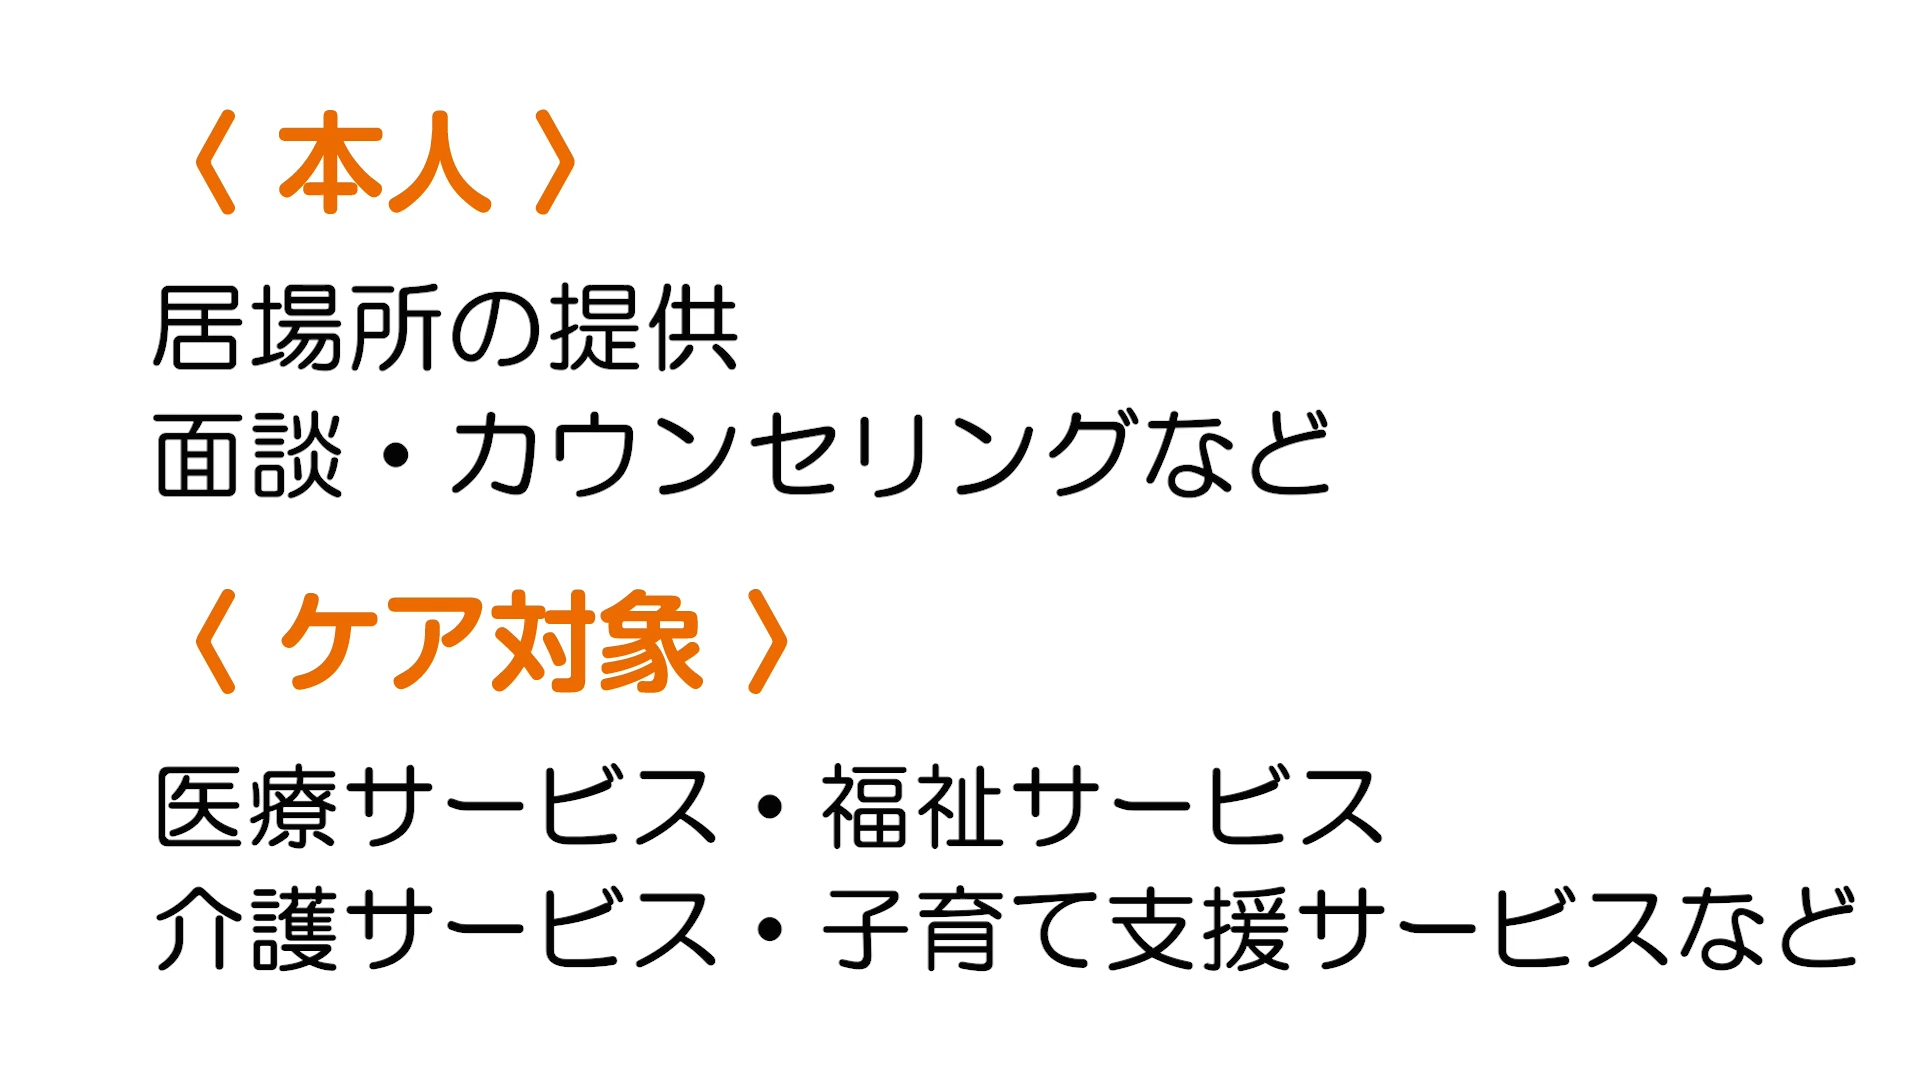 〈 本人 〉
居場所の提供
面談・カウンセリングなど
〈 ケア対象 〉
医療サービス・福祉サービス
介護サービス・子育て支援サービスなど